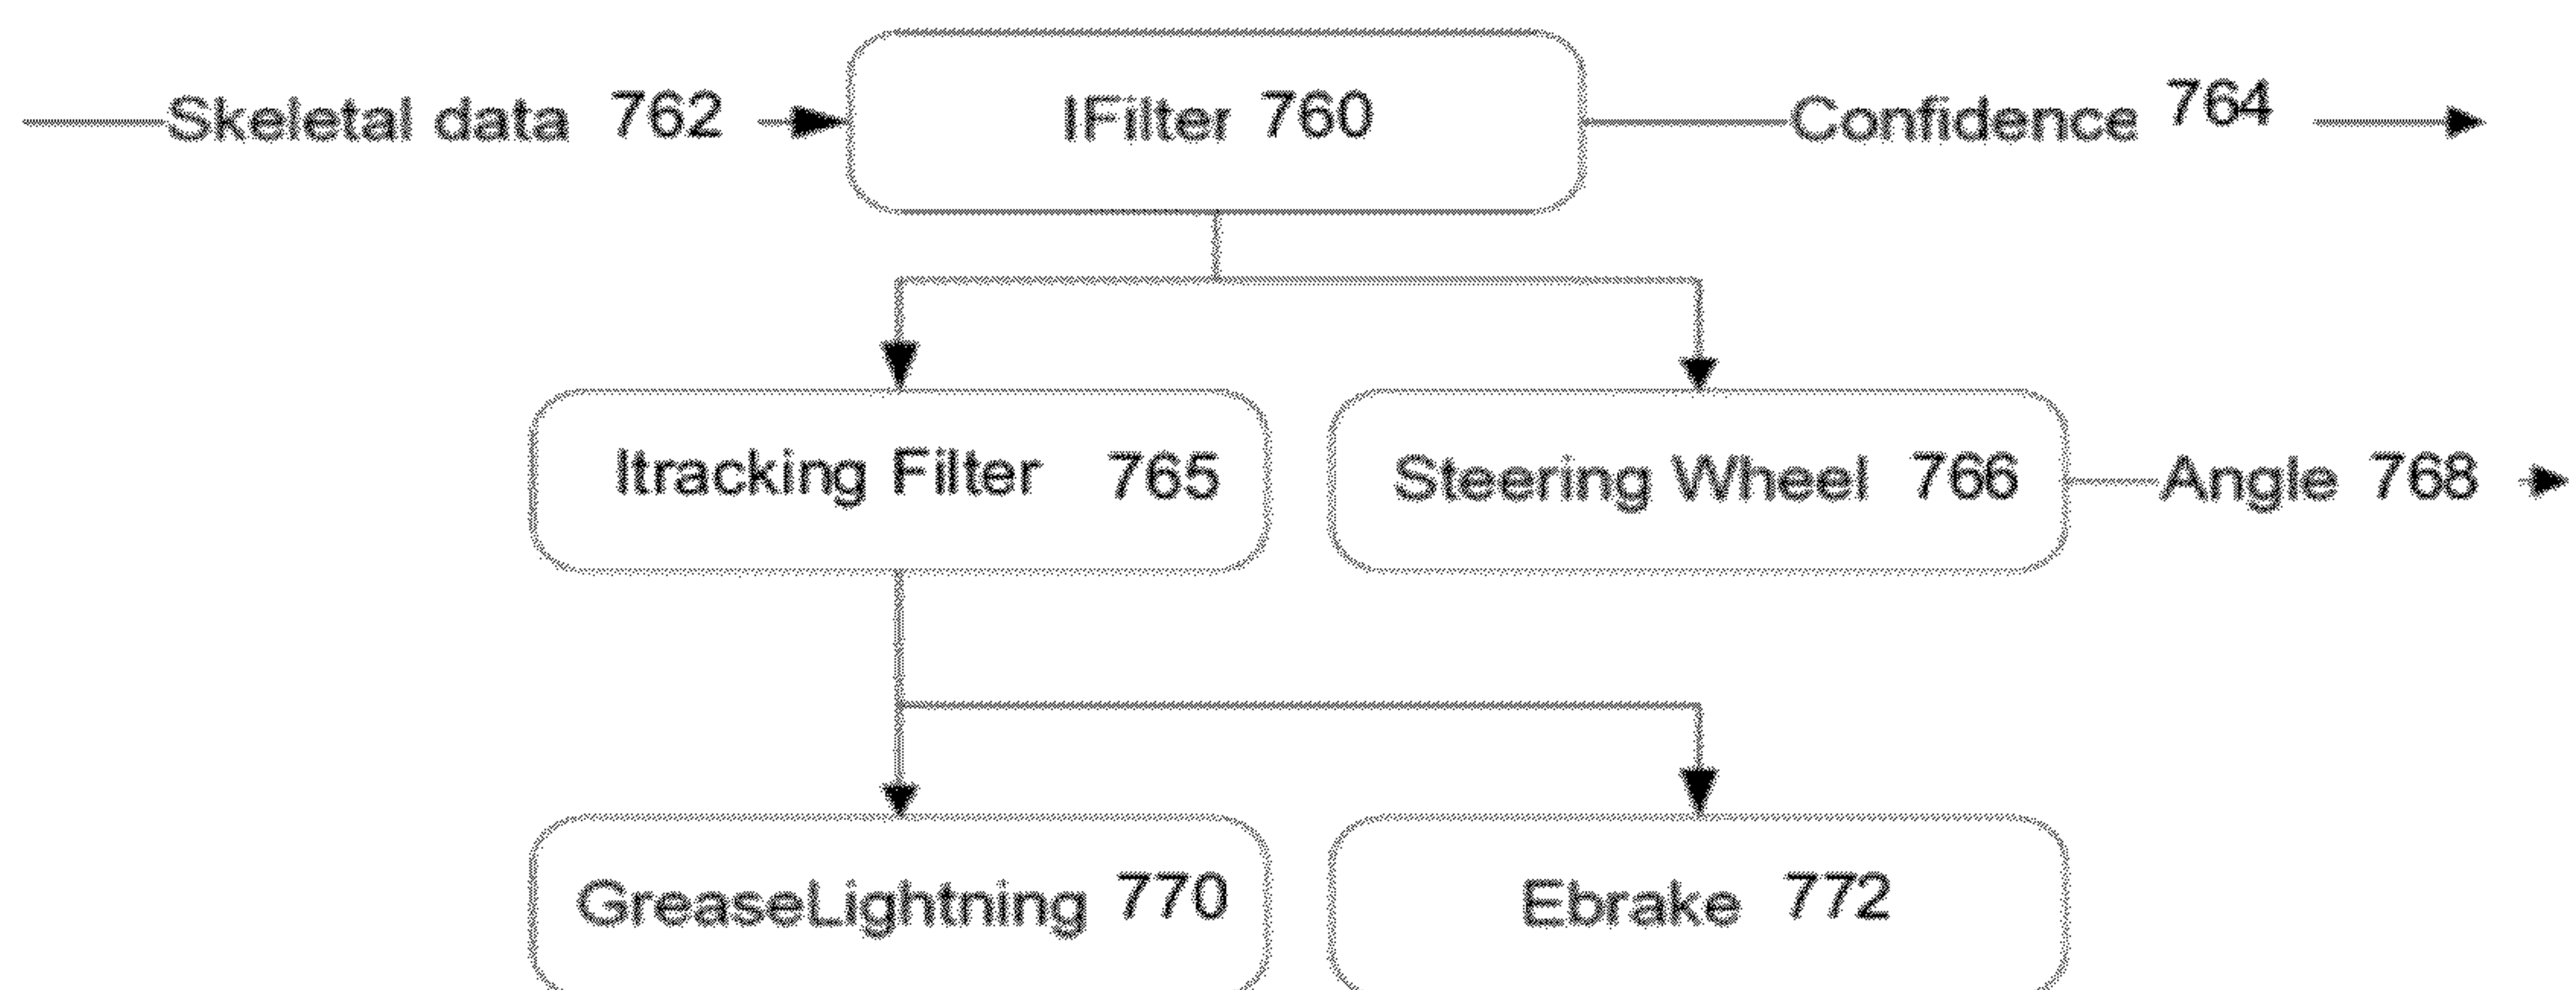 Skeletal data 762 IFilter 760 Confidence 764
Itracking Filter 765 Steering Wheel 766 Angle 768
GreaseLightning 770 Ebrake 772